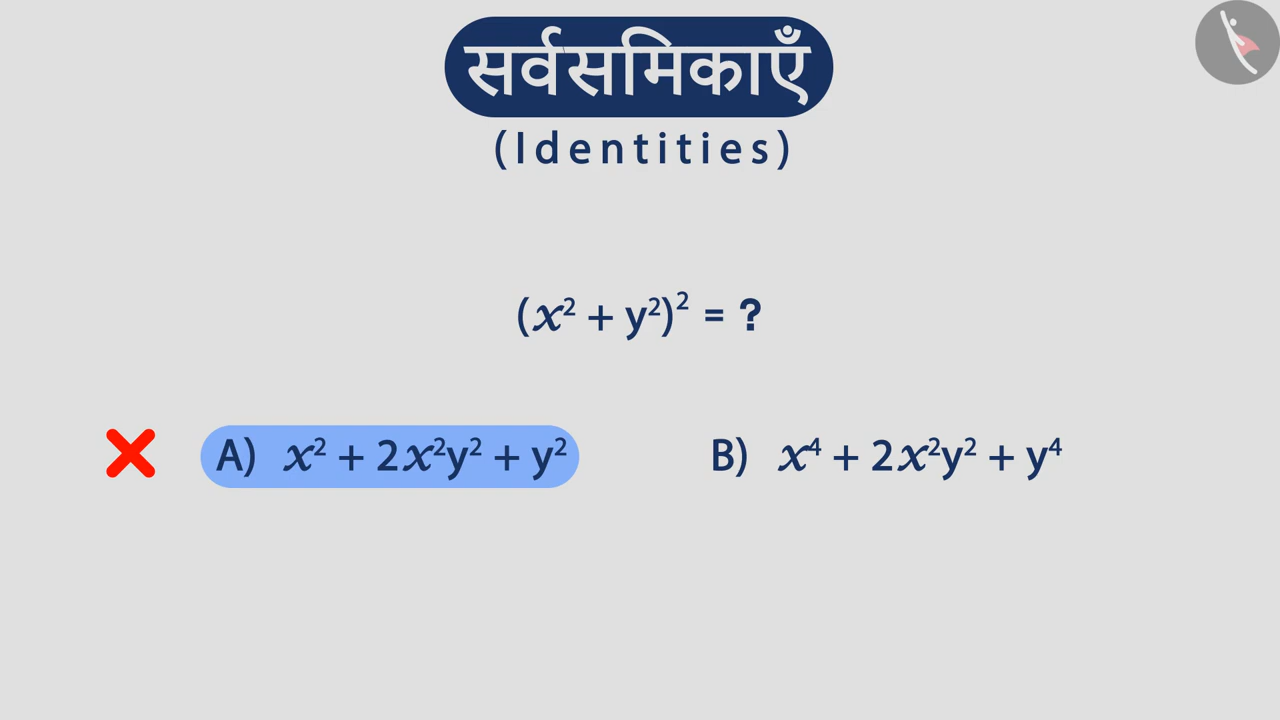 सर्वसमिकाएँ
(Identities)
(x² + y²)² = ?
A) x² + 2x²y² + y²
B) x⁴ + 2x²y² + y⁴